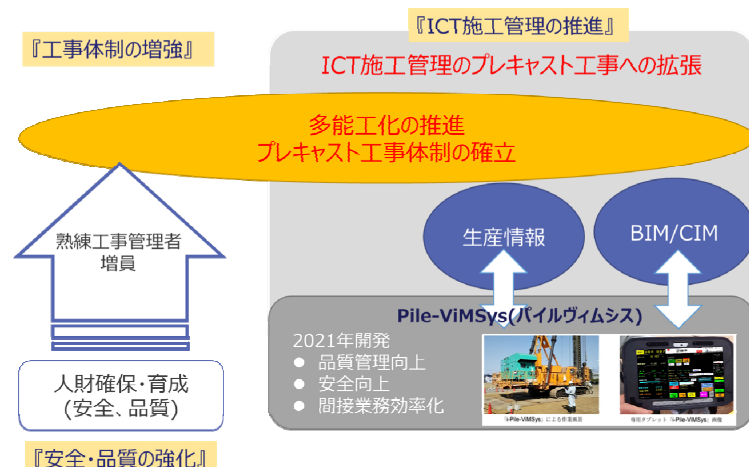 『ICT施工管理の推進』
『工事体制の増強』
ICT施工管理のプレキャスト工事への拡張
多能工化の推進
プレキャスト工事体制の確立
熟練工事管理者
増員
生産情報
BIM/CIM
Pile-ViMSys(パイルヴィムシス)
2021年開発
● 品質管理向上
● 安全向上
● 間接業務効率化
人財確保・育成
(安全、品質)
『安全・品質の強化』